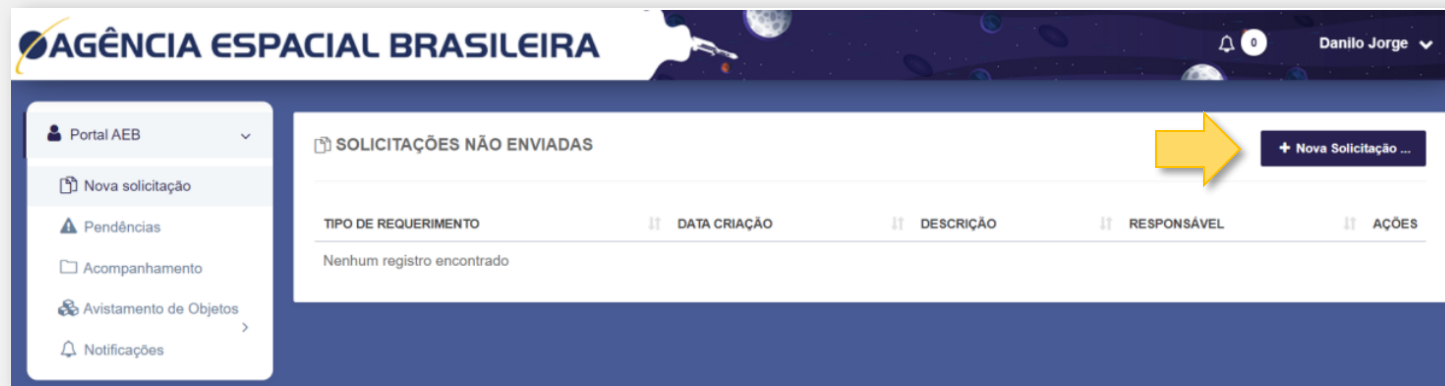 AGÊNCIA ESPACIAL BRASILEIRA
0
Danilo Jorge
Portal AEB
Nova solicitação
Pendências
Acompanhamento
Avistamento de Objetos
Notificações
SOLICITAÇÕES NÃO ENVIADAS
+ Nova Solicitação ...
TIPO DE REQUERIMENTO DATA CRIAÇÃO DESCRIÇÃO RESPONSÁVEL AÇÕES
Nenhum registro encontrado